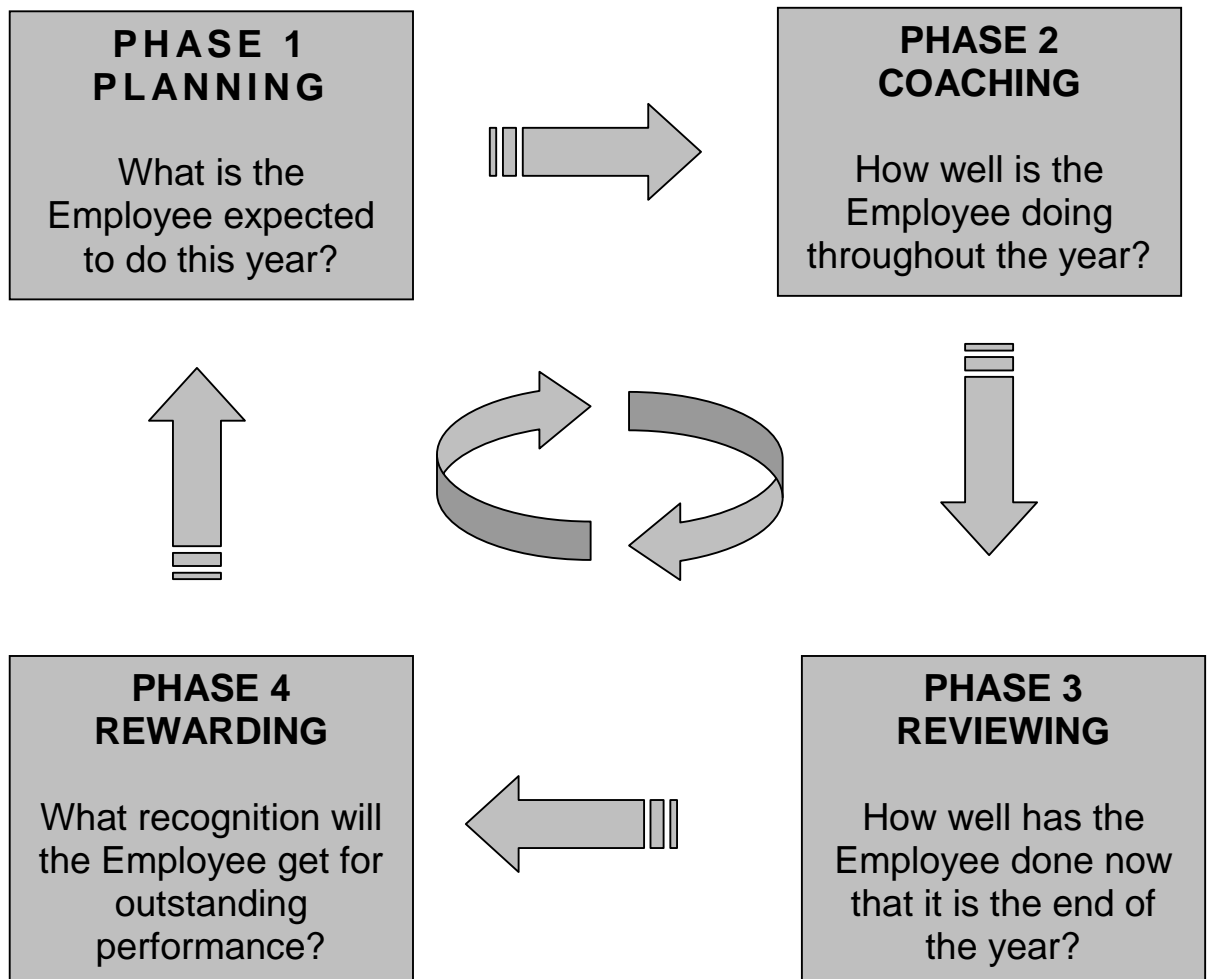 PHASE 1
PLANNING
What is the
Employee expected
to do this year?
PHASE 2
COACHING
How well is the
Employee doing
throughout the year?
PHASE 4
REWARDING
What recognition will
the Employee get for
outstanding
performance?
PHASE 3
REVIEWING
How well has the
Employee done now
that it is the end of
the year?